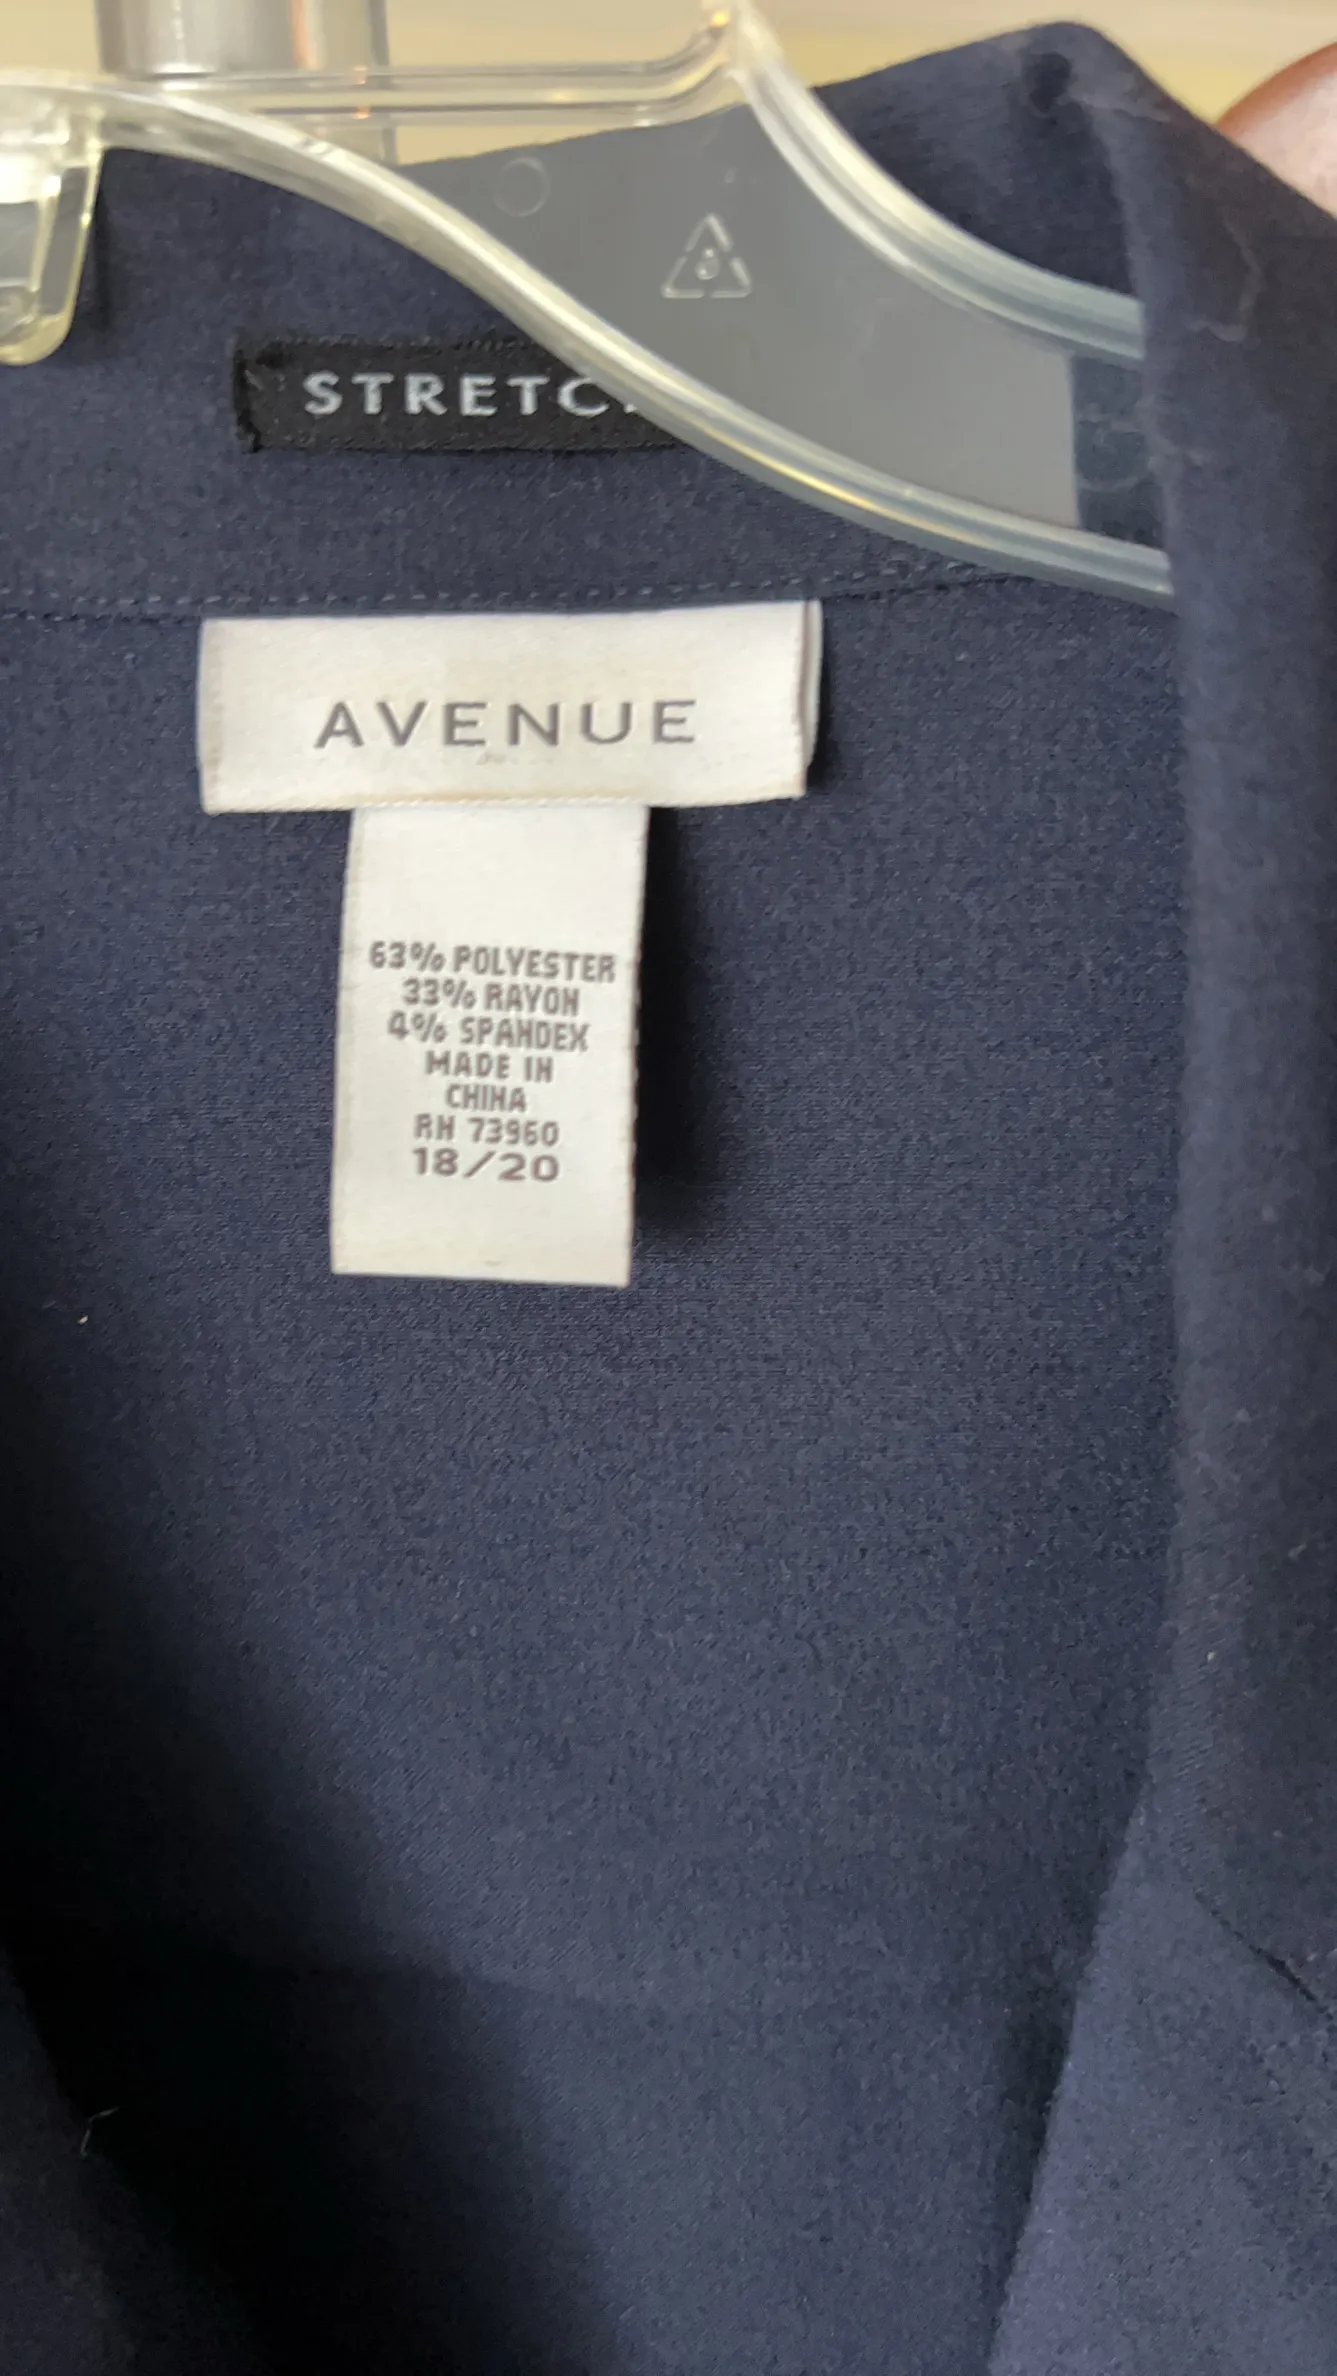 STRETC
AVENUE
63% POLYESTER
33% RAYON
4% SPANDEX
MADE IN
CHINA
RN 73960
18/20